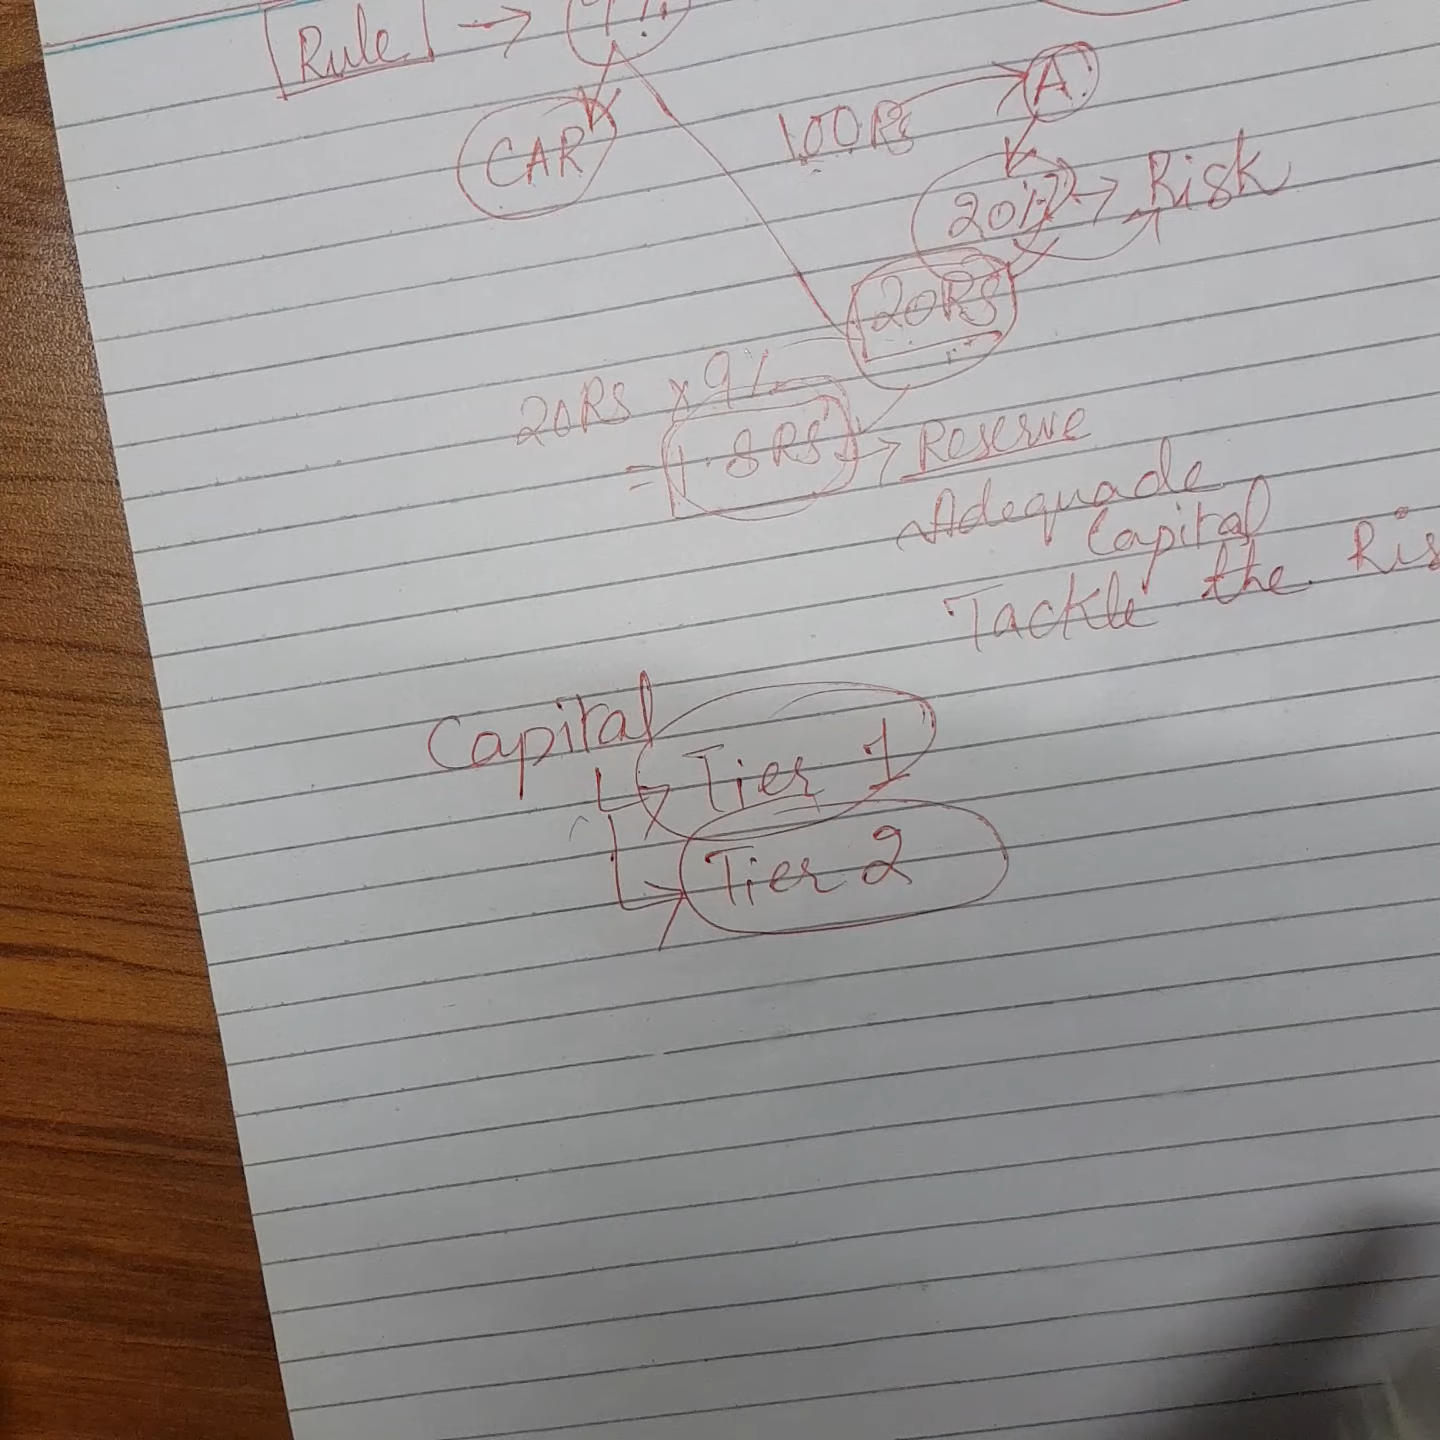 Rule →
CAR
100Rs → A
20% → Risk
20RS
20RS x 9%
= 1.8RS → Reserve
Adequade
Capital
Tackle the Ris
Capital
Tier 1
Tier 2